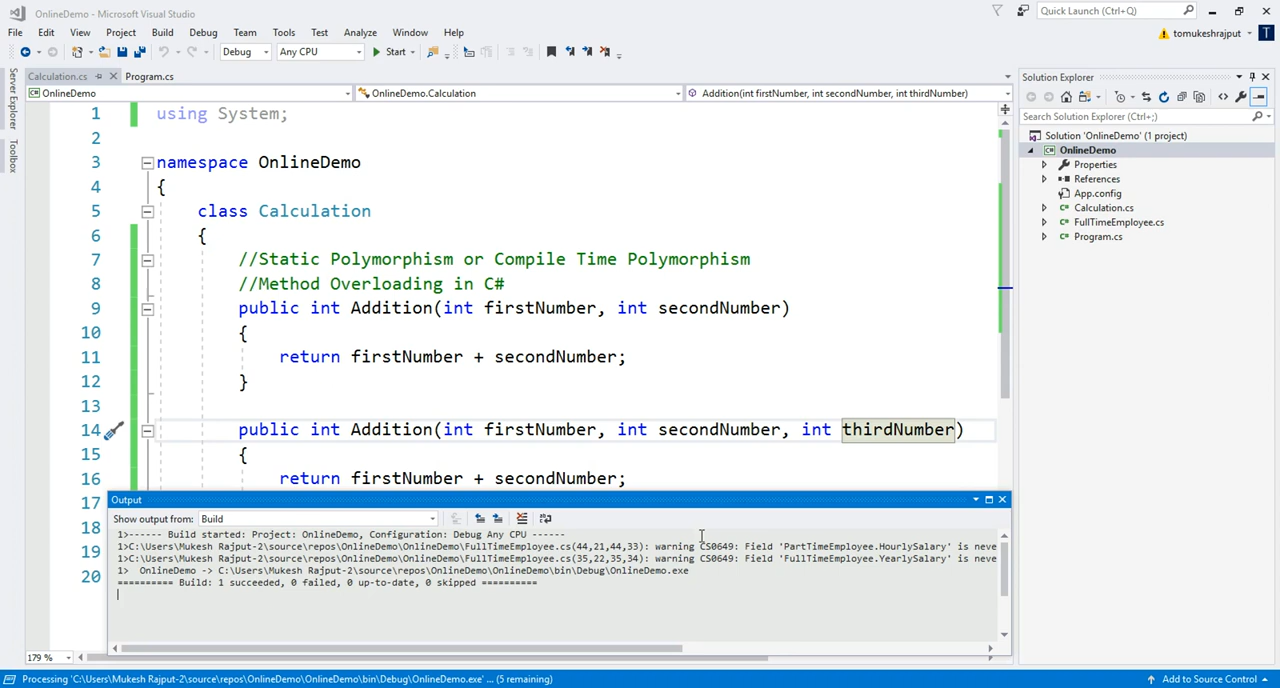 OnlineDemo - Microsoft Visual Studio
Quick Launch (Ctrl+Q)
File Edit View Project Build Debug Team Tools Test Analyze Window Help
tomukeshrajput
T
Debug Any CPU Start
Calculation.cs Program.cs
OnlineDemo OnlineDemo.Calculation Addition(int firstNumber, int secondNumber, int thirdNumber)
Server Explorer
Toolbox
1 using System;
2
3 namespace OnlineDemo
4 {
5 class Calculation
6 {
7 //Static Polymorphism or Compile Time Polymorphism
8 //Method Overloading in C#
9 public int Addition(int firstNumber, int secondNumber)
10 {
11 return firstNumber + secondNumber;
12 }
13
14 public int Addition(int firstNumber, int secondNumber, int thirdNumber)
15 {
16 return firstNumber + secondNumber;
17
18
19
20
Output
Show output from: Build
1>------ Build started: Project: OnlineDemo, Configuration: Debug Any CPU ------
1>C:\Users\Mukesh Rajput-2\source\repos\OnlineDemo\OnlineDemo\FullTimeEmployee.cs(44,21,44,33): warning CS0649: Field 'PartTimeEmployee.HourlySalary' is neve
1>C:\Users\Mukesh Rajput-2\source\repos\OnlineDemo\OnlineDemo\FullTimeEmployee.cs(35,22,35,34): warning CS0649: Field 'FullTimeEmployee.YearlySalary' is neve
1> OnlineDemo -> C:\Users\Mukesh Rajput-2\source\repos\OnlineDemo\OnlineDemo\bin\Debug\OnlineDemo.exe
========== Build: 1 succeeded, 0 failed, 0 up-to-date, 0 skipped ==========
179 %
Solution Explorer
Search Solution Explorer (Ctrl+;)
Solution 'OnlineDemo' (1 project)
OnlineDemo
Properties
References
App.config
Calculation.cs
FullTimeEmployee.cs
Program.cs
Processing 'C:\Users\Mukesh Rajput-2\source\repos\OnlineDemo\OnlineDemo\bin\Debug\OnlineDemo.exe' ... (5 remaining)
Add to Source Control